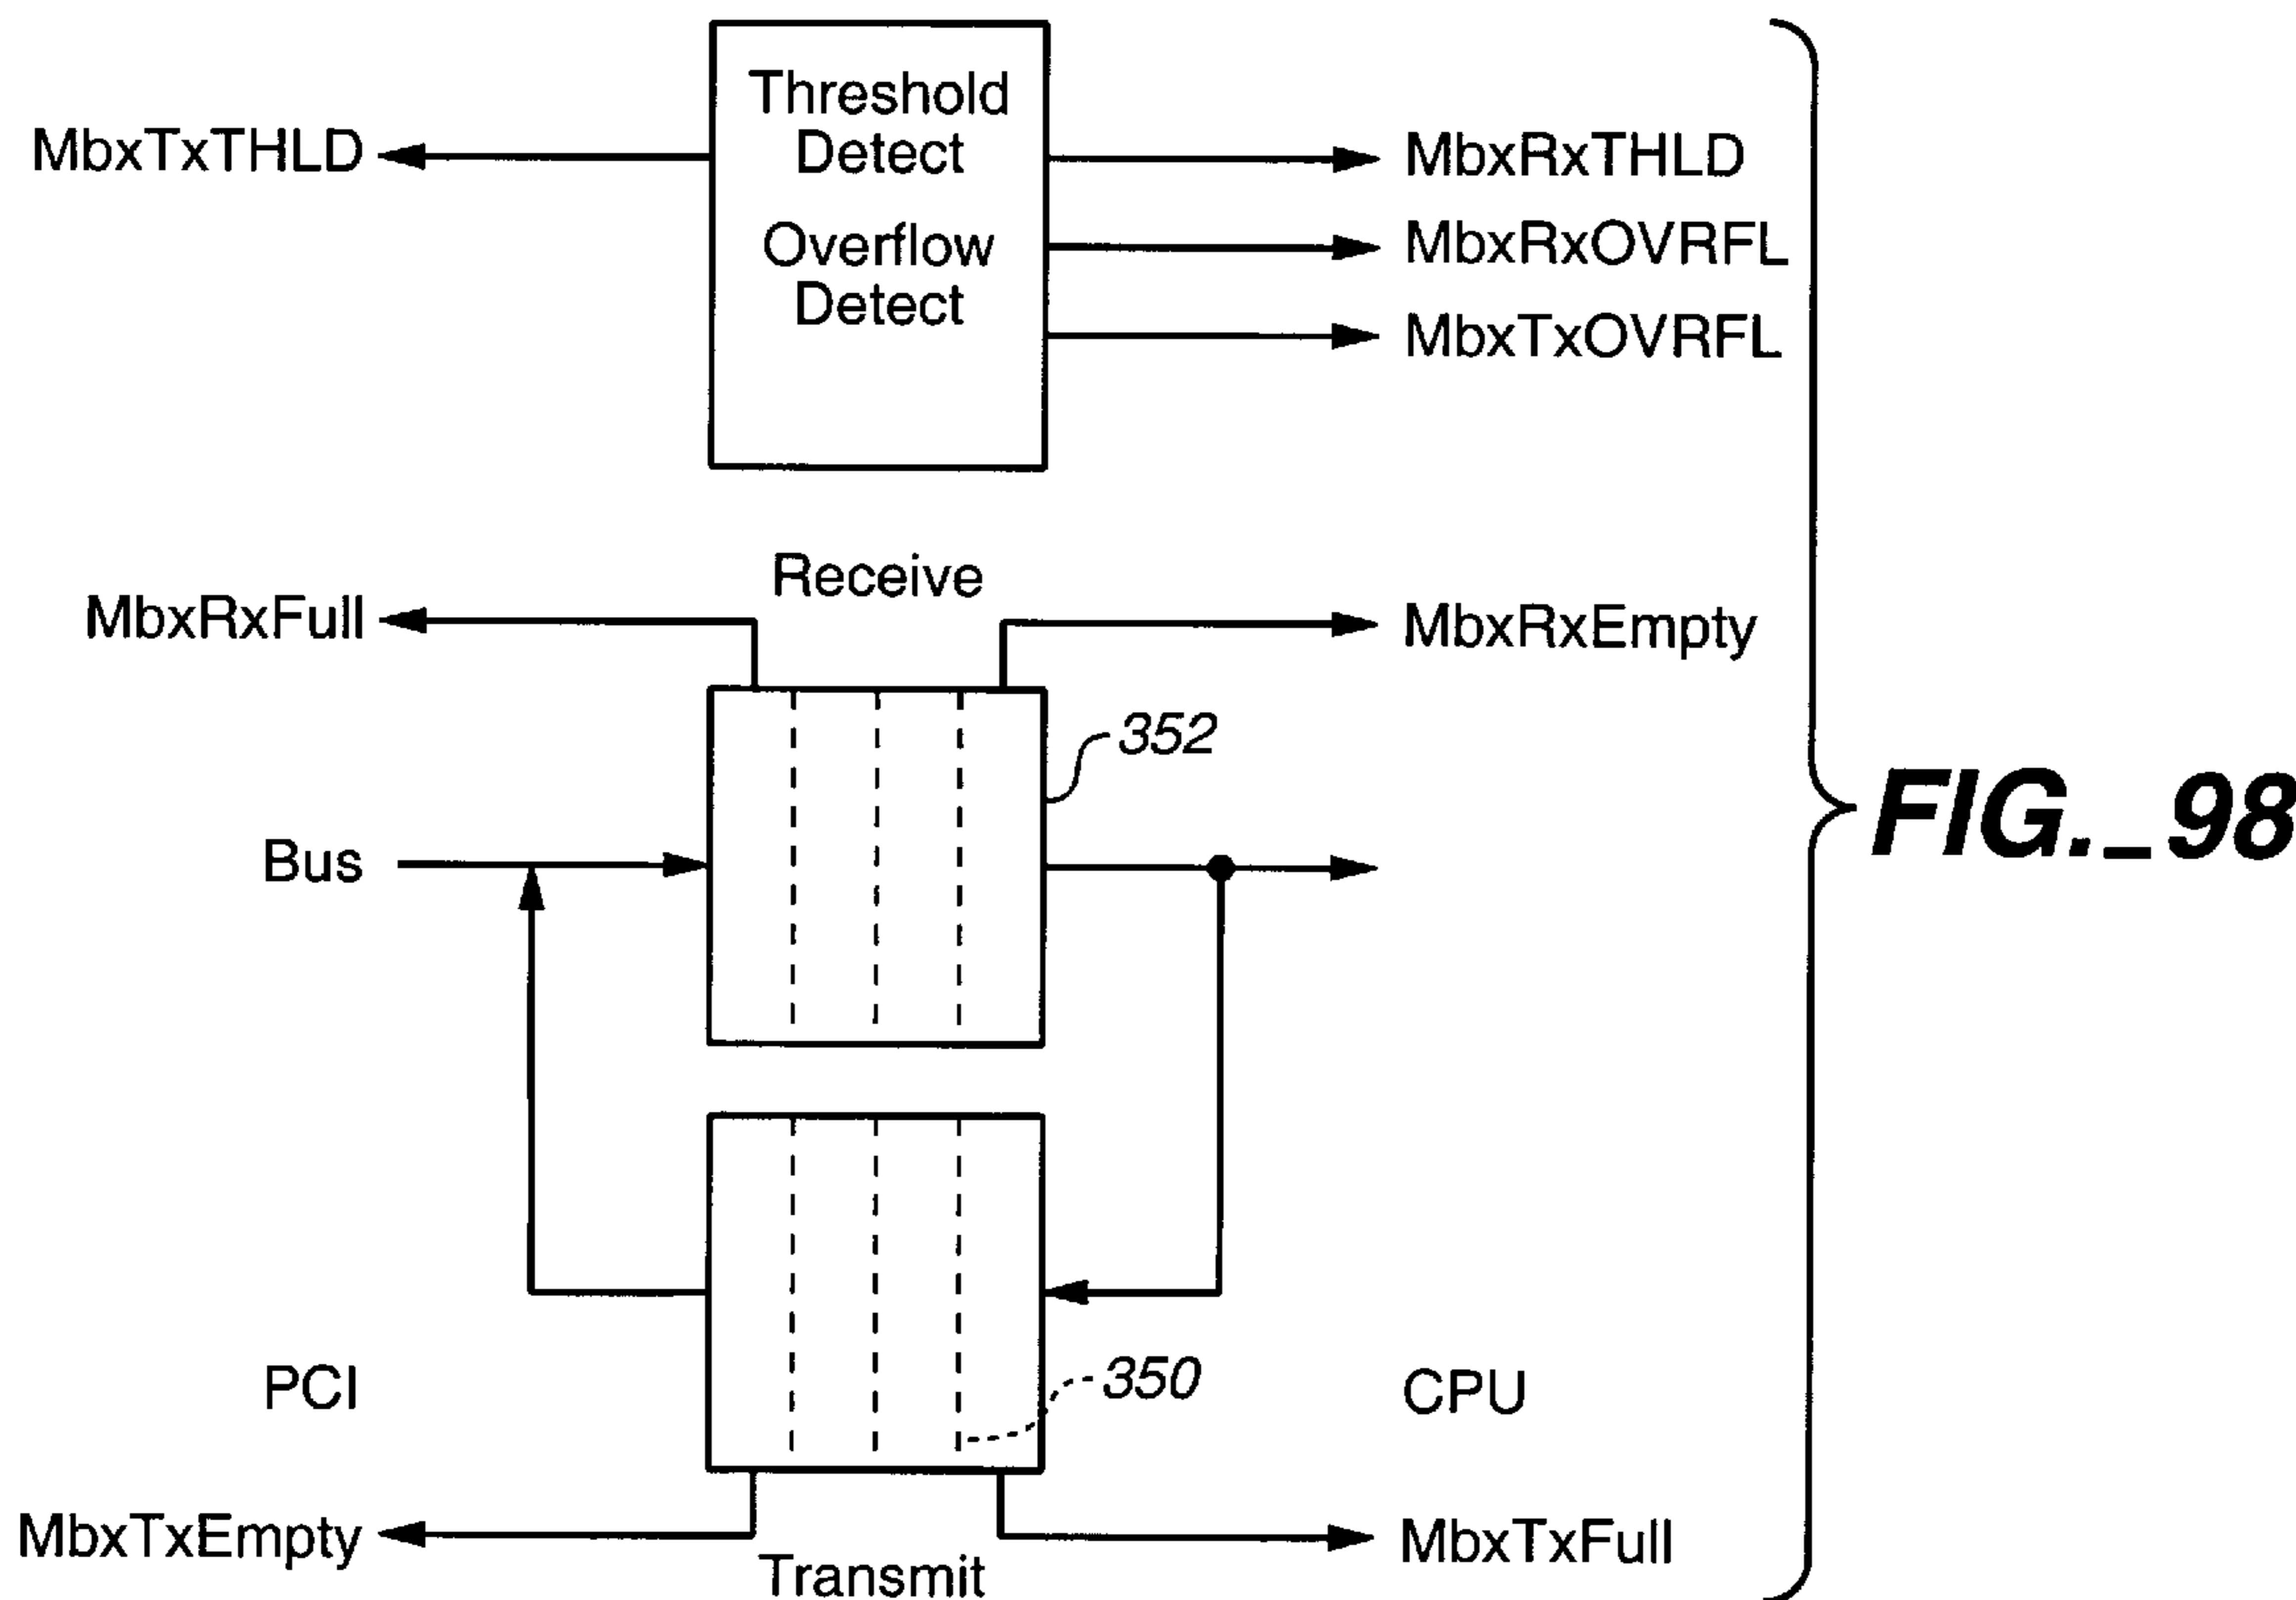 Threshold
Detect
Overflow
Detect
MbxTxTHLD
MbxRxTHLD
MbxRxOVRFL
MbxTxOVRFL
Receive
MbxRxFull
MbxRxEmpty
352
Bus
FIG._98
350
PCI
CPU
MbxTxEmpty
MbxTxFull
Transmit